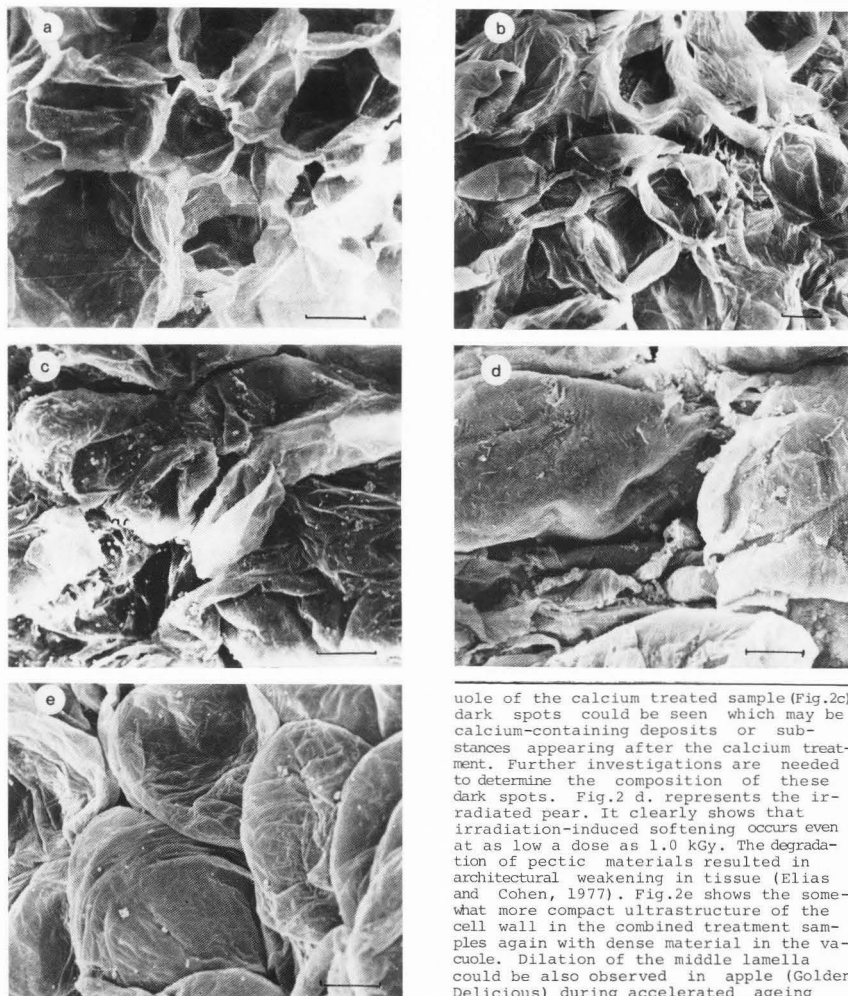 a
b
c
d
e
uole of the calcium treated sample (Fig.2c)
dark spots could be seen which may be
calcium-containing deposits or sub-
stances appearing after the calcium treat-
ment. Further investigations are needed
to determine the composition of these
dark spots. Fig.2 d. represents the ir-
radiated pear. It clearly shows that
irradiation-induced softening occurs even
at as low a dose as 1.0 kGy. The degrada-
tion of pectic materials resulted in
architectural weakening in tissue (Elias
and Cohen, 1977). Fig.2e shows the some-
what more compact ultrastructure of the
cell wall in the combined treatment sam-
ples again with dense material in the va-
cuole. Dilation of the middle lamella
could be also observed in apple (Golden
Delicious) during accelerated ageing